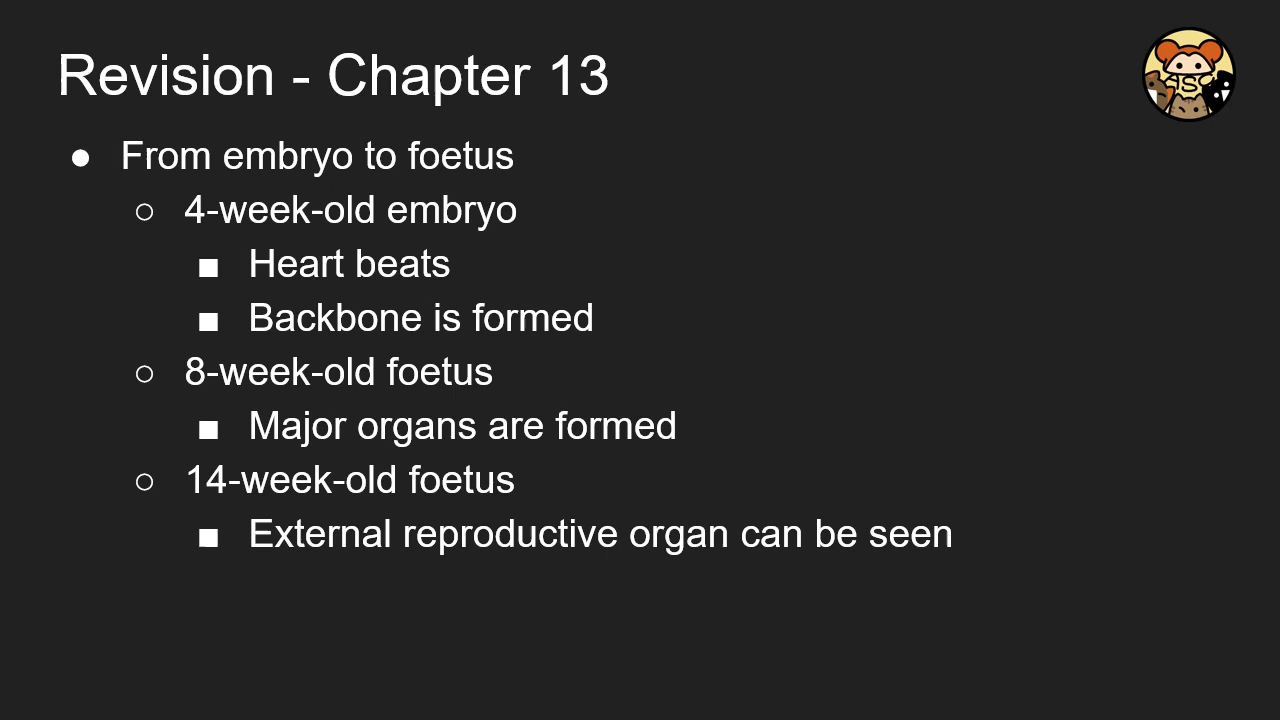 Revision - Chapter 13
● From embryo to foetus
○ 4-week-old embryo
■ Heart beats
■ Backbone is formed
○ 8-week-old foetus
■ Major organs are formed
○ 14-week-old foetus
■ External reproductive organ can be seen
S